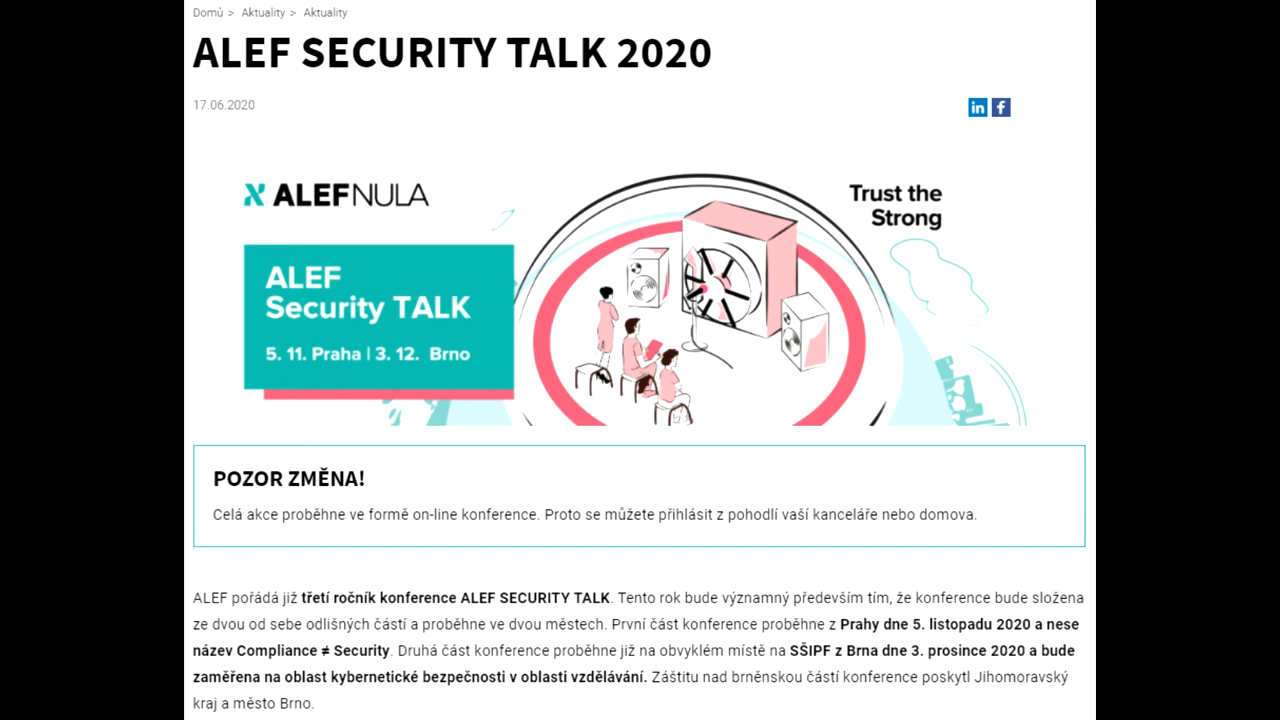 Domů > Aktuality > Aktuality
ALEF SECURITY TALK 2020
17.06.2020
in f
ALEFNULA
Trust the
Strong
ALEF
Security TALK
5. 11. Praha | 3. 12. Brno
POZOR ZMĚNA!
Celá akce proběhne ve formě on-line konference. Proto se můžete přihlásit z pohodlí vaší kanceláře nebo domova.
ALEF pořádá již třetí ročník konference ALEF SECURITY TALK. Tento rok bude významný především tím, že konference bude složena
ze dvou od sebe odlišných částí a proběhne ve dvou městech. První část konference proběhne z Prahy dne 5. listopadu 2020 a nese
název Compliance ≠ Security. Druhá část konference proběhne již na obvyklém místě na SŠIPF z Brna dne 3. prosince 2020 a bude
zaměřena na oblast kybernetické bezpečnosti v oblasti vzdělávání. Záštitu nad brněnskou částí konference poskytl Jihomoravský
kraj a město Brno.